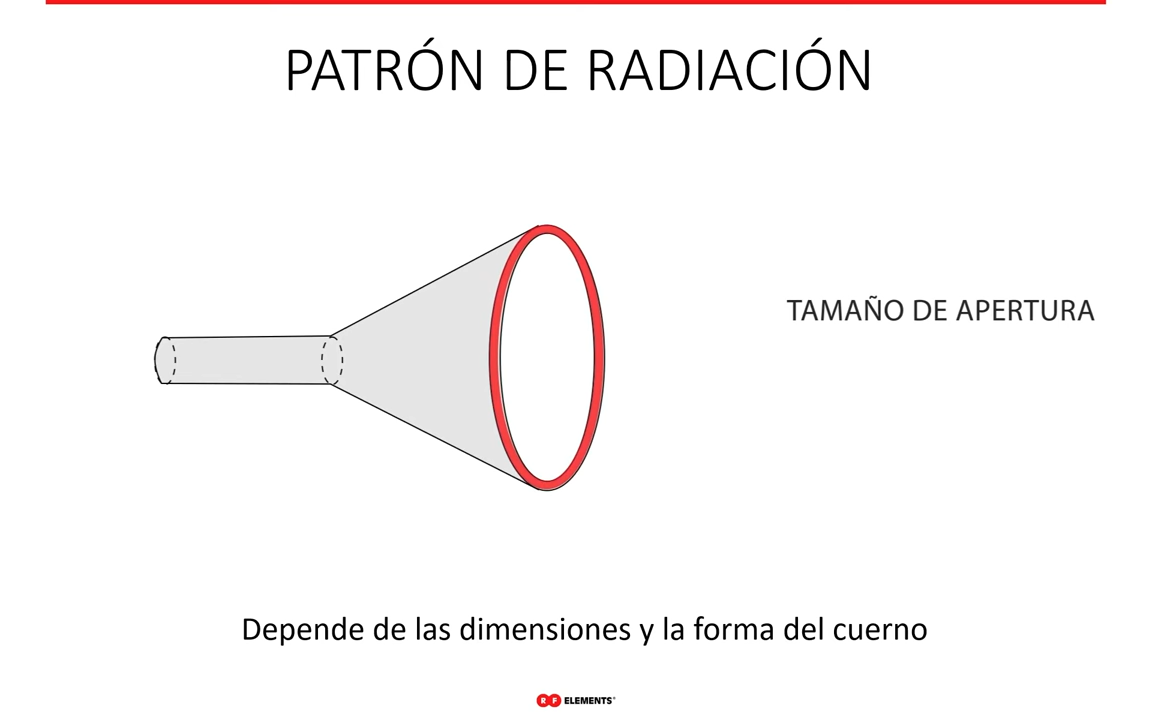 PATRÓN DE RADIACIÓN
TAMAÑO DE APERTURA
Depende de las dimensiones y la forma del cuerno
RF ELEMENTS®